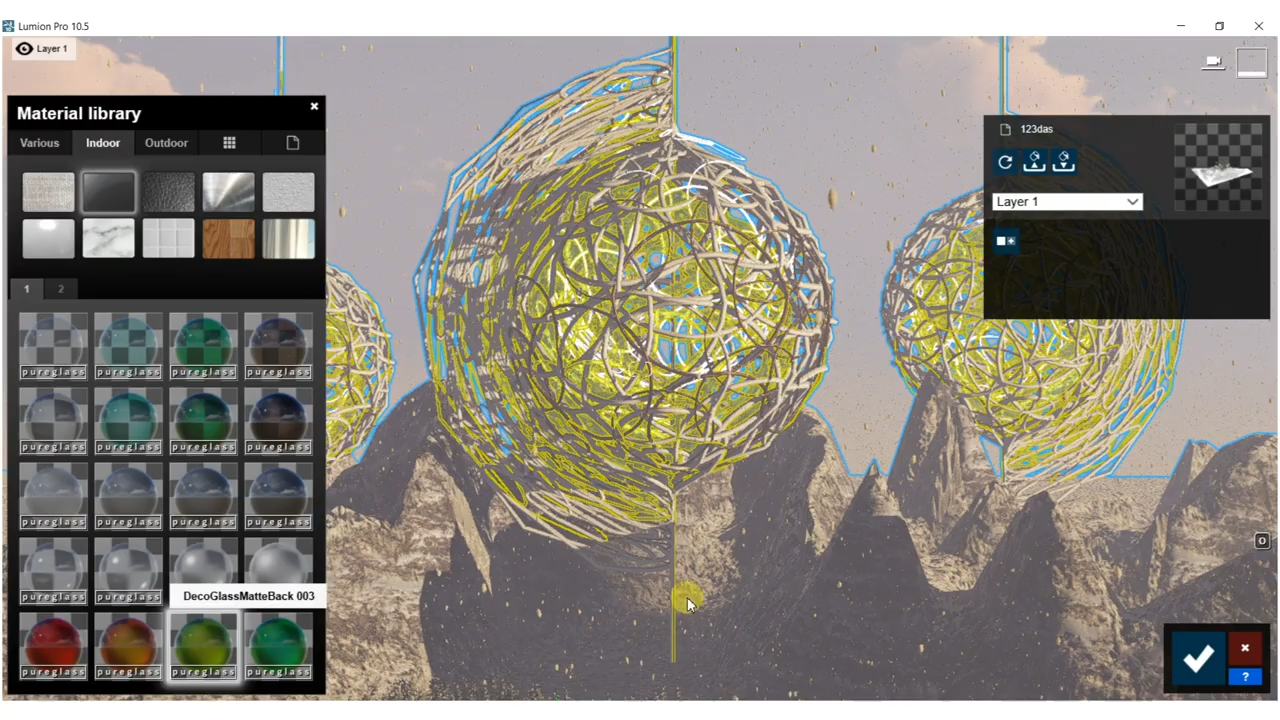 Lumion Pro 10.5
Layer 1
Material library
Various
Indoor
Outdoor
1
2
pureglass
pureglass
pureglass
pureglass
pureglass
pureglass
pureglass
pureglass
pureglass
pureglass
pureglass
pureglass
pureglass
pureglass
DecoGlassMatteBack 003
pureglass
pureglass
pureglass
pureglass
123das
Layer 1
O
?